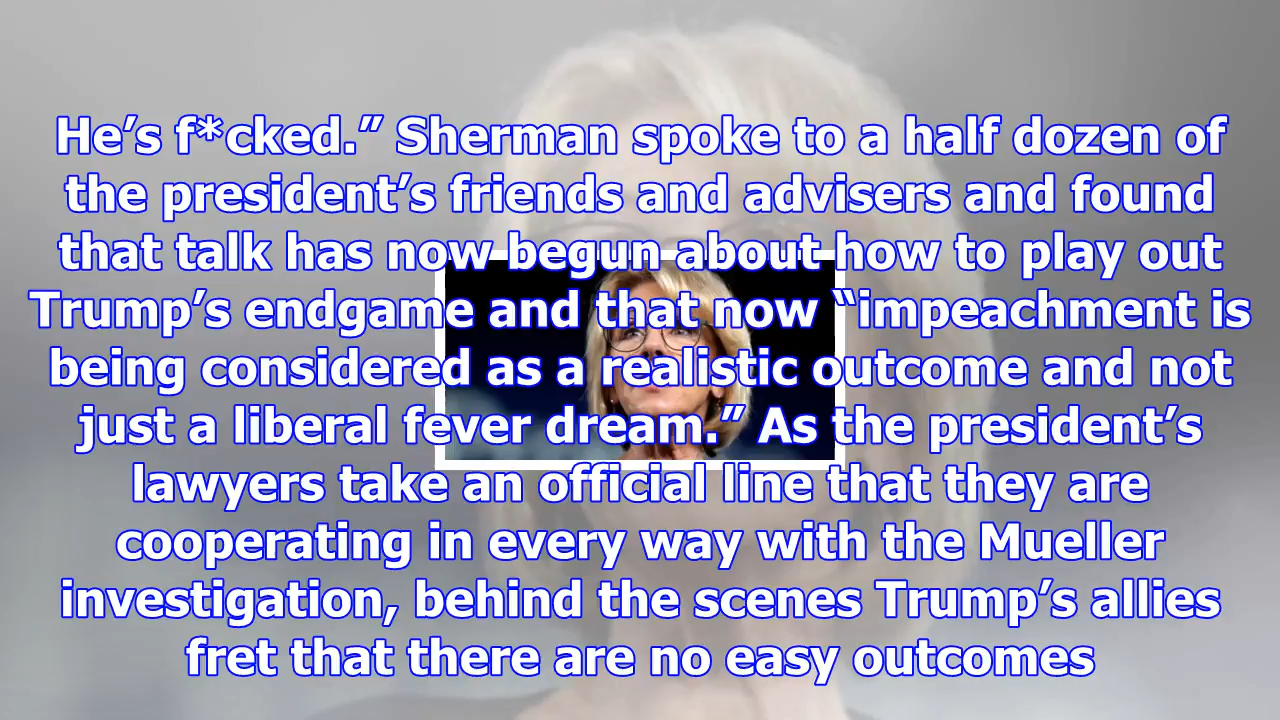 He’s f*cked.” Sherman spoke to a half dozen of
the president’s friends and advisers and found
that talk has now begun about how to play out
Trump’s endgame and that now “impeachment is
being considered as a realistic outcome and not
just a liberal fever dream.” As the president’s
lawyers take an official line that they are
cooperating in every way with the Mueller
investigation, behind the scenes Trump’s allies
fret that there are no easy outcomes